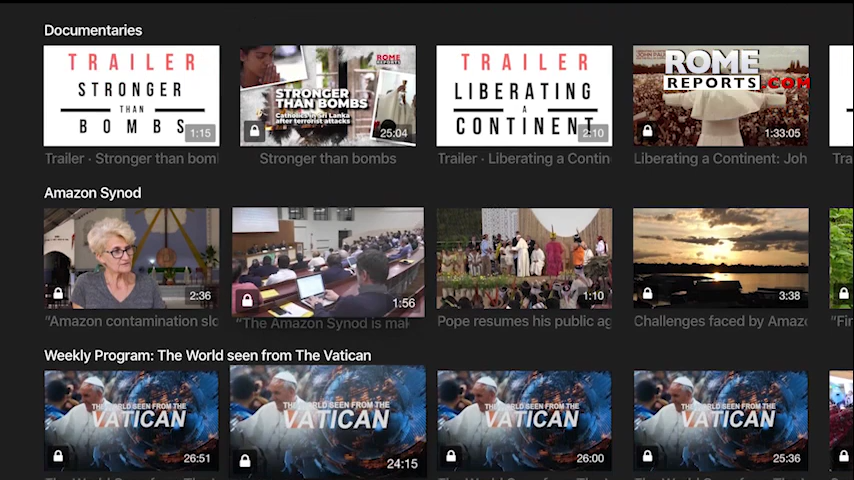 Documentaries
TRAILER
STRONGER
THAN
BOMBS
1:15
ROME
REPORTS
STRONGER
THAN BOMBS
Catholics in Sri Lanka
after terrorist attacks
25:04
TRAILER
LIBERATING
A
CONTINENT
2:10
ROME
REPORTS.COM
1:33:05
Trailer · Stronger than bom
Stronger than bombs
Trailer · Liberating a Contin
Liberating a Continent: Joh
Trai
Amazon Synod
2:36
1:56
1:10
3:38
"Amazon contamination slo
"The Amazon Synod is mak
Pope resumes his public ag
Challenges faced by Amazo
"Fin
Weekly Program: The World seen from The Vatican
THE WORLD SEEN FROM THE
VATICAN
26:51
THE WORLD SEEN FROM THE
VATICAN
24:15
THE WORLD SEEN FROM THE
VATICAN
26:00
THE WORLD SEEN FROM THE
VATICAN
25:36